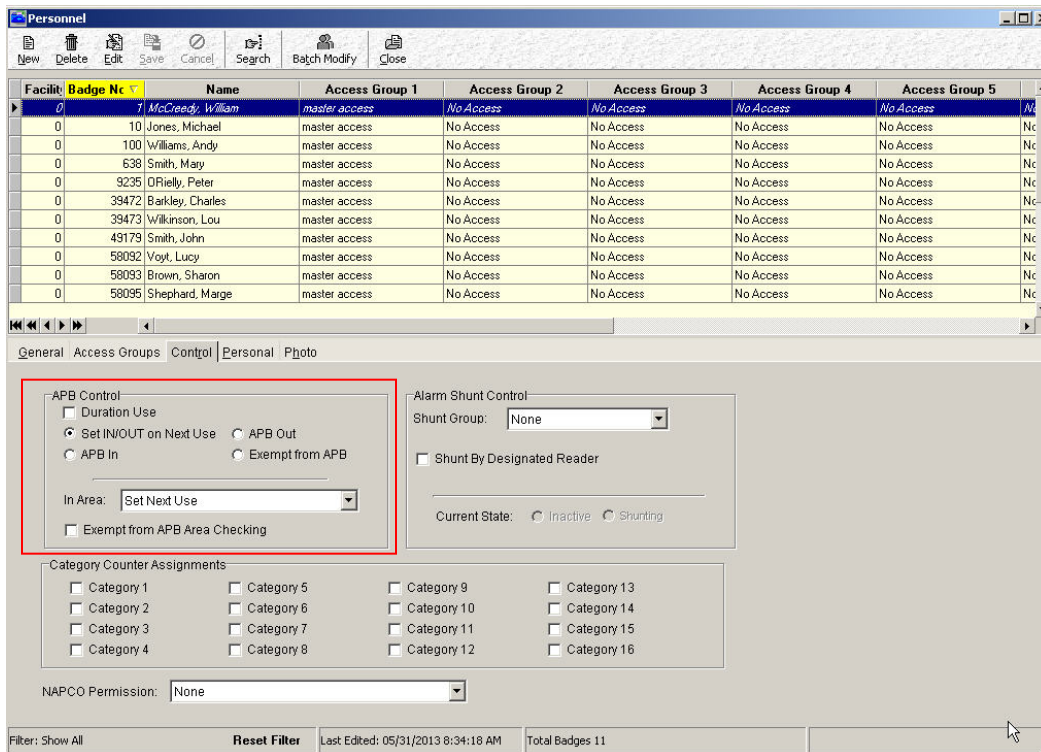 Personnel
New Delete Edit Save Cancel Search Batch Modify Close
Facility Badge Nc Name Access Group 1 Access Group 2 Access Group 3 Access Group 4 Access Group 5
0 1 McCreedy, William master access No Access No Access No Access No Access
0 10 Jones, Michael master access No Access No Access No Access No Access Nc
0 100 Williams, Andy master access No Access No Access No Access No Access Nc
0 638 Smith, Mary master access No Access No Access No Access No Access Nc
0 9235 ORielly, Peter master access No Access No Access No Access No Access Nc
0 39472 Barkley, Charles master access No Access No Access No Access No Access Nc
0 39473 Wilkinson, Lou master access No Access No Access No Access No Access Nc
0 49179 Smith, John master access No Access No Access No Access No Access Nc
0 58092 Voyt, Lucy master access No Access No Access No Access No Access Nc
0 58093 Brown, Sharon master access No Access No Access No Access No Access Nc
0 58095 Shephard, Marge master access No Access No Access No Access No Access Nc
General Access Groups Control Personal Photo
APB Control
Duration Use
Set IN/OUT on Next Use APB Out
APB In Exempt from APB
In Area: Set Next Use
Exempt from APB Area Checking
Alarm Shunt Control
Shunt Group: None
Shunt By Designated Reader
Current State: Inactive Shunting
Category Counter Assignments
Category 1 Category 5 Category 9 Category 13
Category 2 Category 6 Category 10 Category 14
Category 3 Category 7 Category 11 Category 15
Category 4 Category 8 Category 12 Category 16
NAPCO Permission: None
Filter: Show All Reset Filter Last Edited: 05/31/2013 8:34:18 AM Total Badges 11